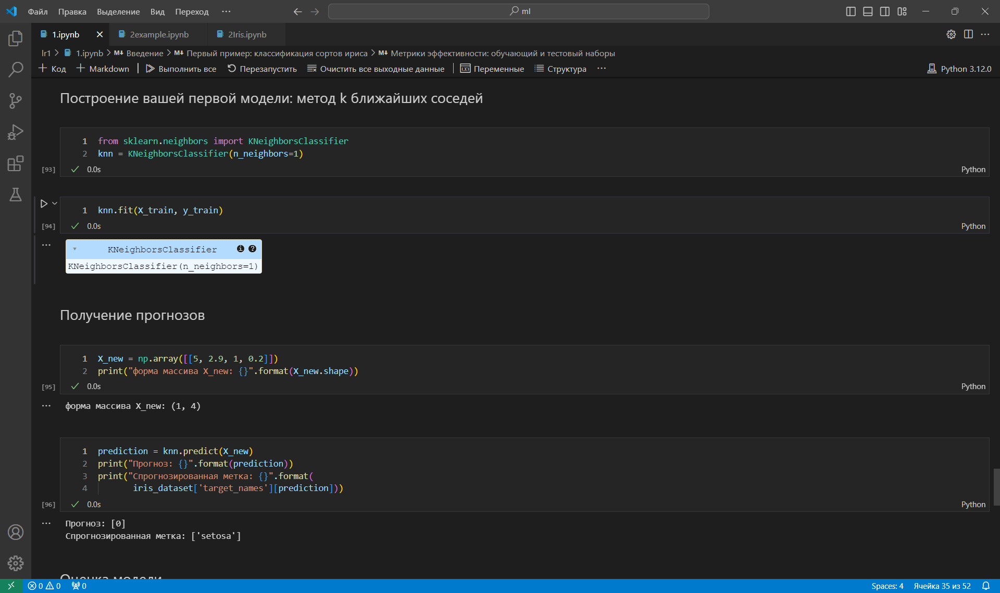 Файл Правка Выделение Вид Переход ··· ml
1.ipynb 2example.ipynb 2Iris.ipynb
lr1 > 1.ipynb > M↓ Введение > M↓ Первый пример: классификация сортов ириса > M↓ Метрики эффективности: обучающий и тестовый наборы
+ Код + Markdown | Выполнить все Перезапустить Очистить все выходные данные | Переменные Структура ··· Python 3.12.0
Построение вашей первой модели: метод k ближайших соседей
1 from sklearn.neighbors import KNeighborsClassifier
2 knn = KNeighborsClassifier(n_neighbors=1)
[93] 0.0s Python
1 knn.fit(X_train, y_train)
[94] 0.0s Python
KNeighborsClassifier i ?
KNeighborsClassifier(n_neighbors=1)
Получение прогнозов
1 X_new = np.array([[5, 2.9, 1, 0.2]])
2 print("форма массива X_new: {}".format(X_new.shape))
[95] 0.0s Python
форма массива X_new: (1, 4)
1 prediction = knn.predict(X_new)
2 print("Прогноз: {}".format(prediction))
3 print("Спрогнозированная метка: {}".format(
4 iris_dataset['target_names'][prediction]))
[96] 0.0s Python
Прогноз: [0]
Спрогнозированная метка: ['setosa']
Оценка модели
0 0 0 Spaces: 4 Ячейка 35 из 52